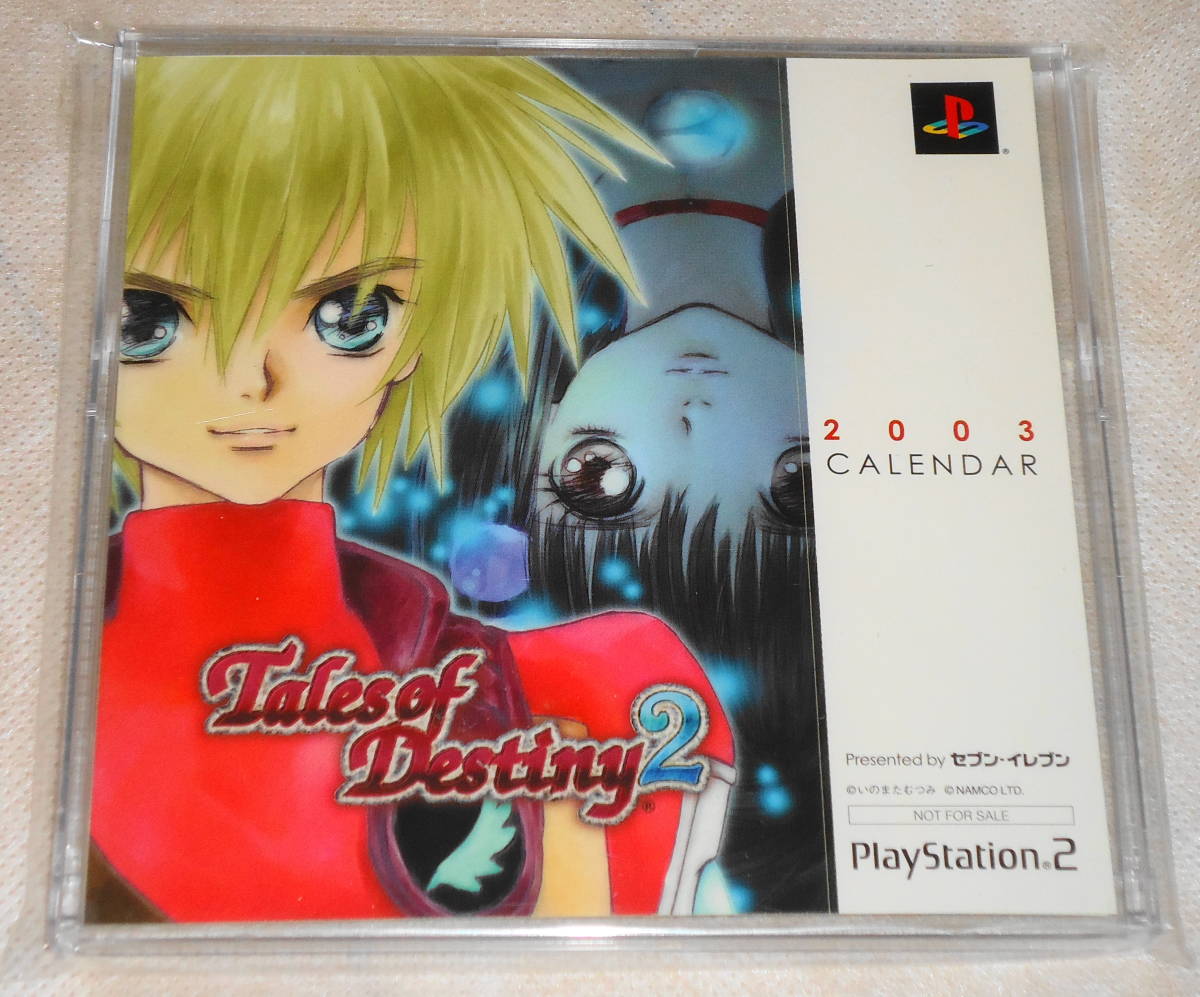 Tales of
Destiny 2®
®
2003
CALENDAR
Presented by セブン-イレブン
©いのまたむつみ ©NAMCO LTD.
NOT FOR SALE
PlayStation®2